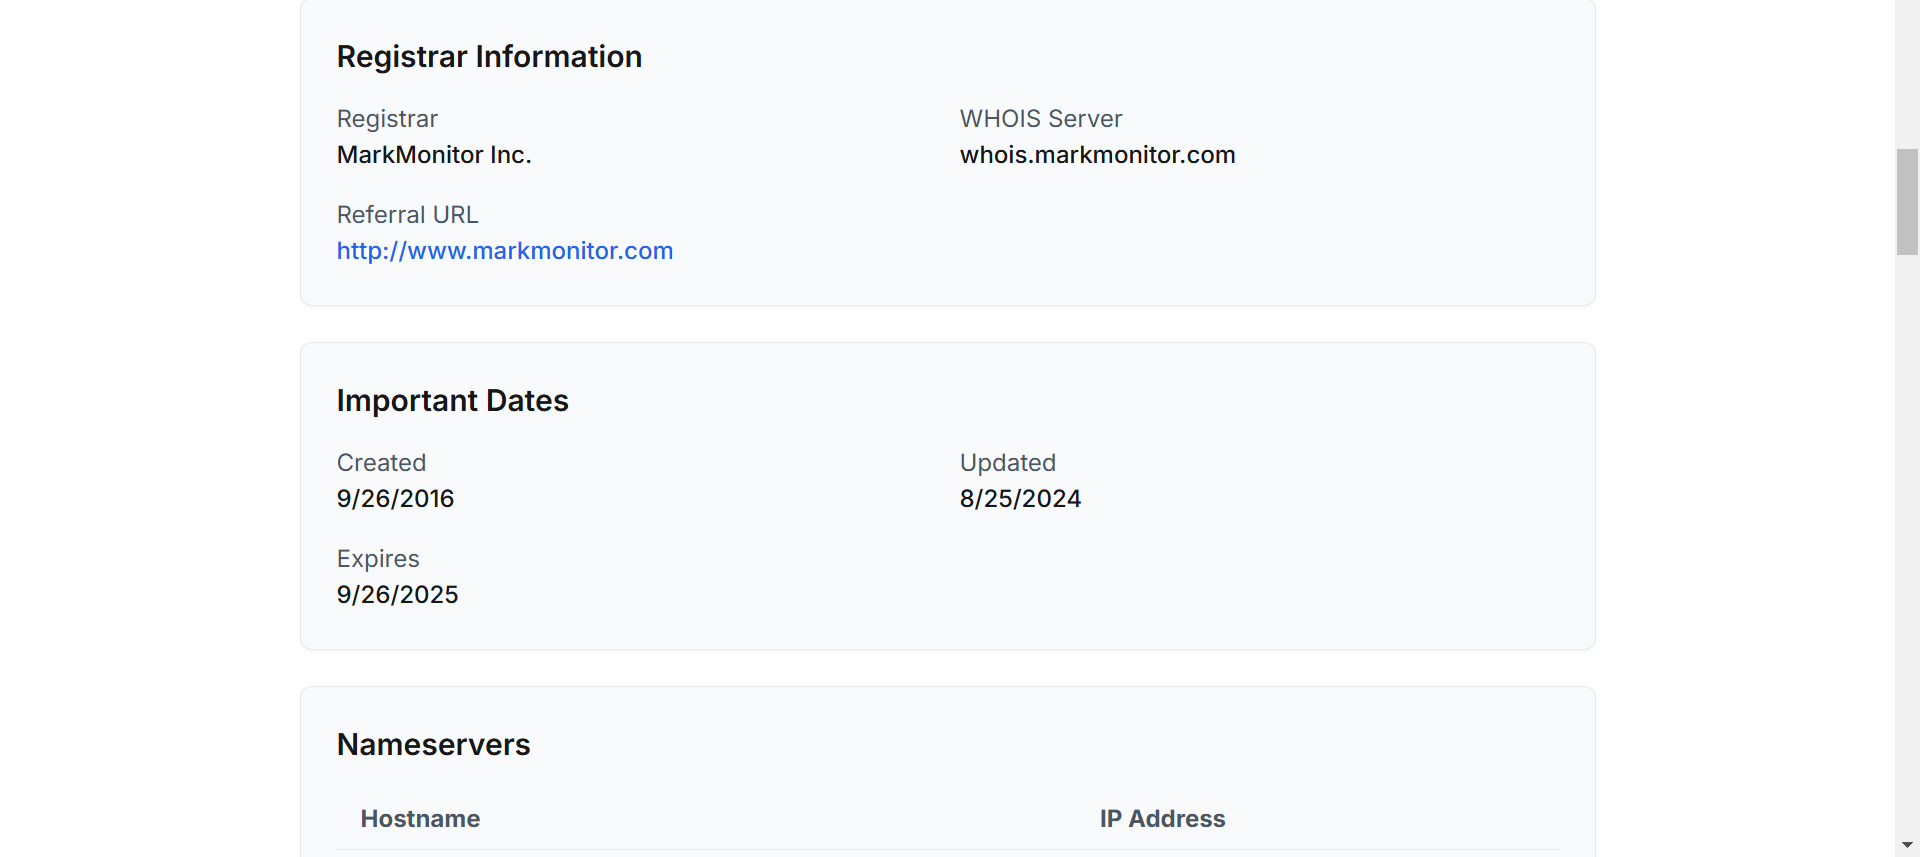 Registrar Information
Registrar
MarkMonitor Inc.
WHOIS Server
whois.markmonitor.com
Referral URL
http://www.markmonitor.com
Important Dates
Created
9/26/2016
Updated
8/25/2024
Expires
9/26/2025
Nameservers
Hostname IP Address